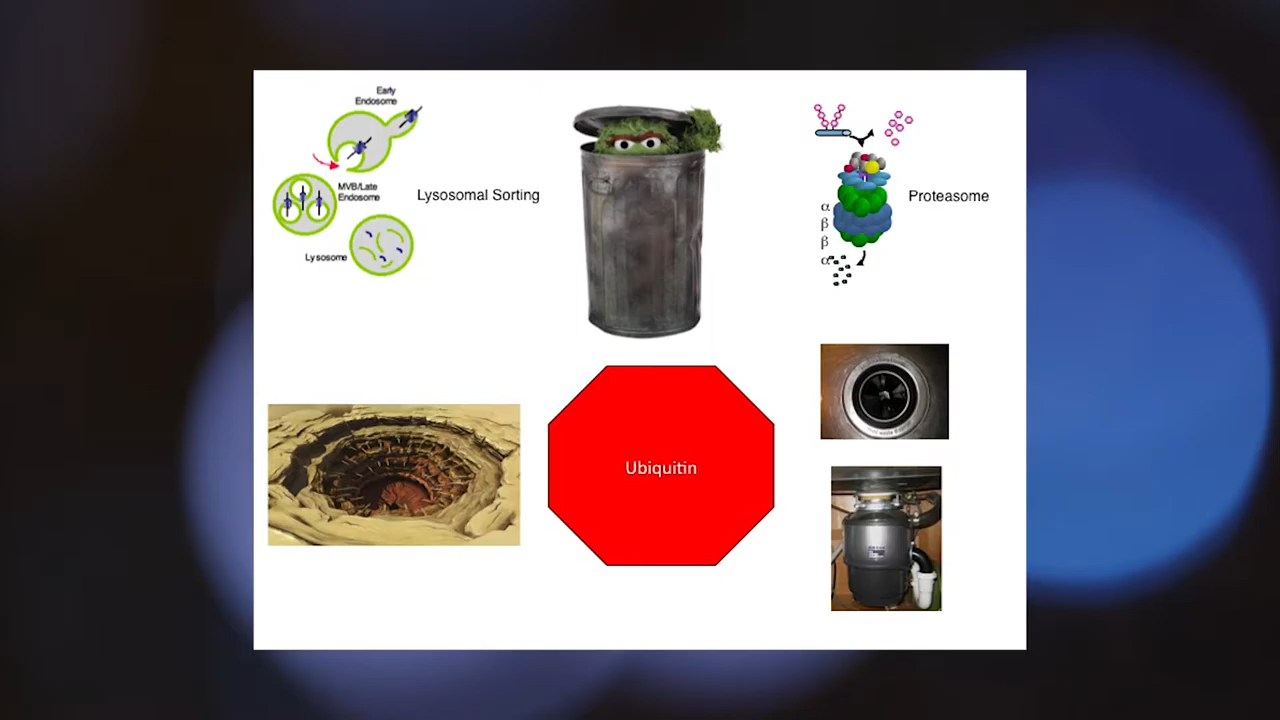 Early
Endosome
MVB/Late
Endosome
Lysosomal Sorting
Lysosome
Proteasome
α
β
β
α
Ubiquitin